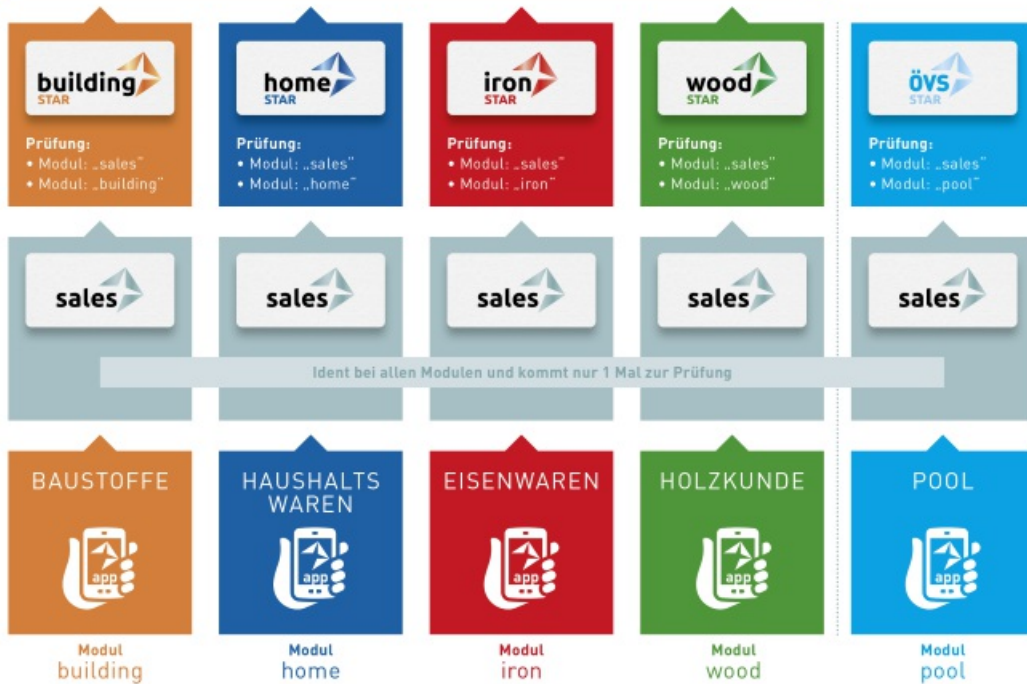 building
STAR
Prüfung:
• Modul: „sales“
• Modul: „building“
home
STAR
Prüfung:
• Modul: „sales“
• Modul: „home“
iron
STAR
Prüfung:
• Modul: „sales“
• Modul: „iron“
wood
STAR
Prüfung:
• Modul: „sales“
• Modul: „wood“
övs
STAR
Prüfung:
• Modul: „sales“
• Modul: „pool“
sales
sales
sales
sales
sales
Ident bei allen Modulen und kommt nur 1 Mal zur Prüfung
BAUSTOFFE
app
Modul
building
HAUSHALTS
WAREN
app
Modul
home
EISENWAREN
app
Modul
iron
HOLZKUNDE
app
Modul
wood
POOL
app
Modul
pool